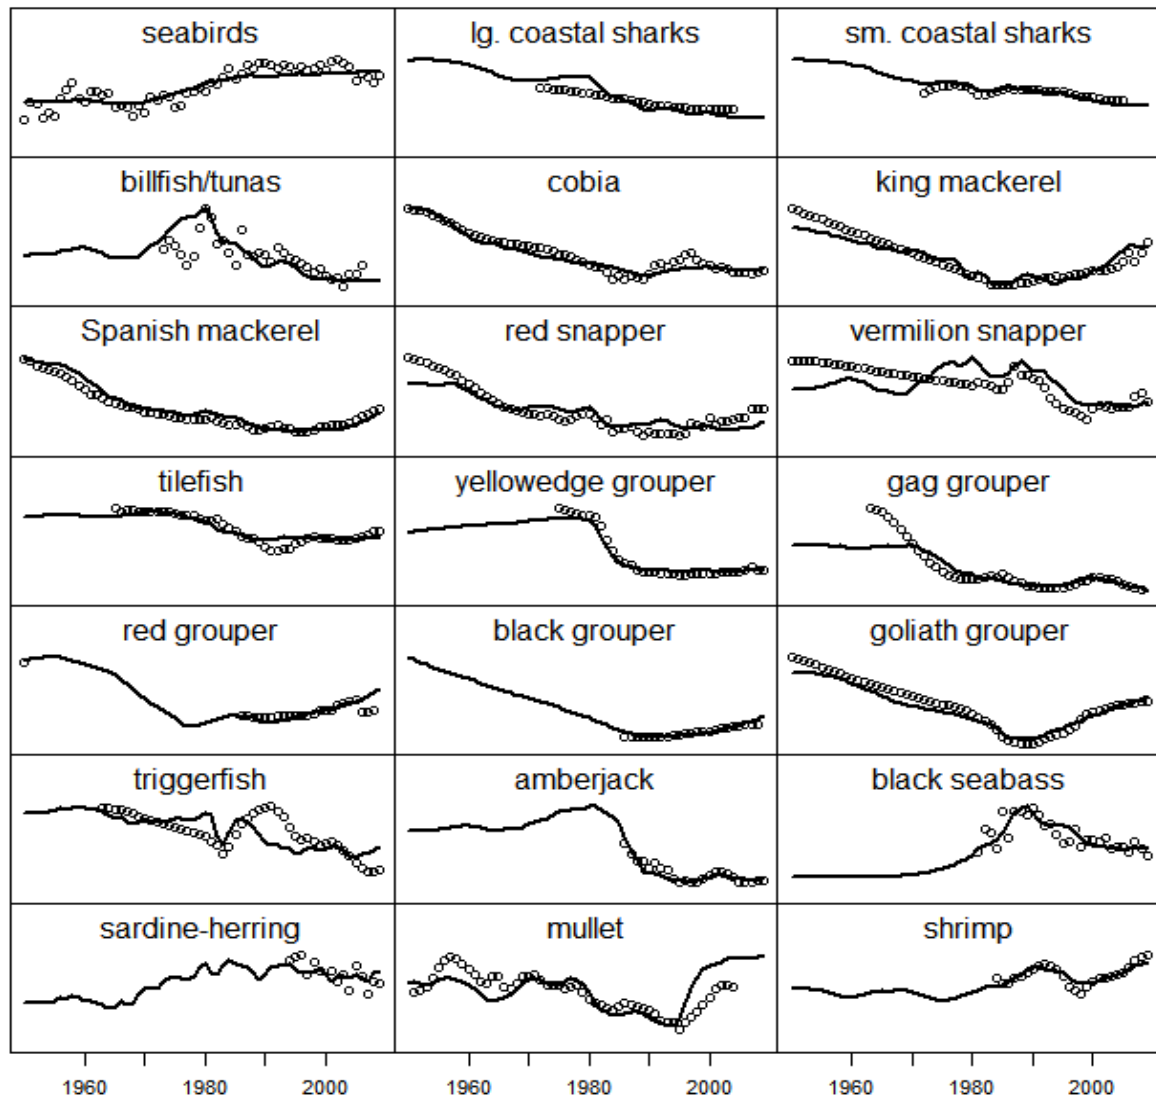 seabirds
lg. coastal sharks
sm. coastal sharks
billfish/tunas
cobia
king mackerel
Spanish mackerel
red snapper
vermilion snapper
tilefish
yellowedge grouper
gag grouper
red grouper
black grouper
goliath grouper
triggerfish
amberjack
black seabass
sardine-herring
mullet
shrimp
1960 1980 2000 1960 1980 2000 1960 1980 2000